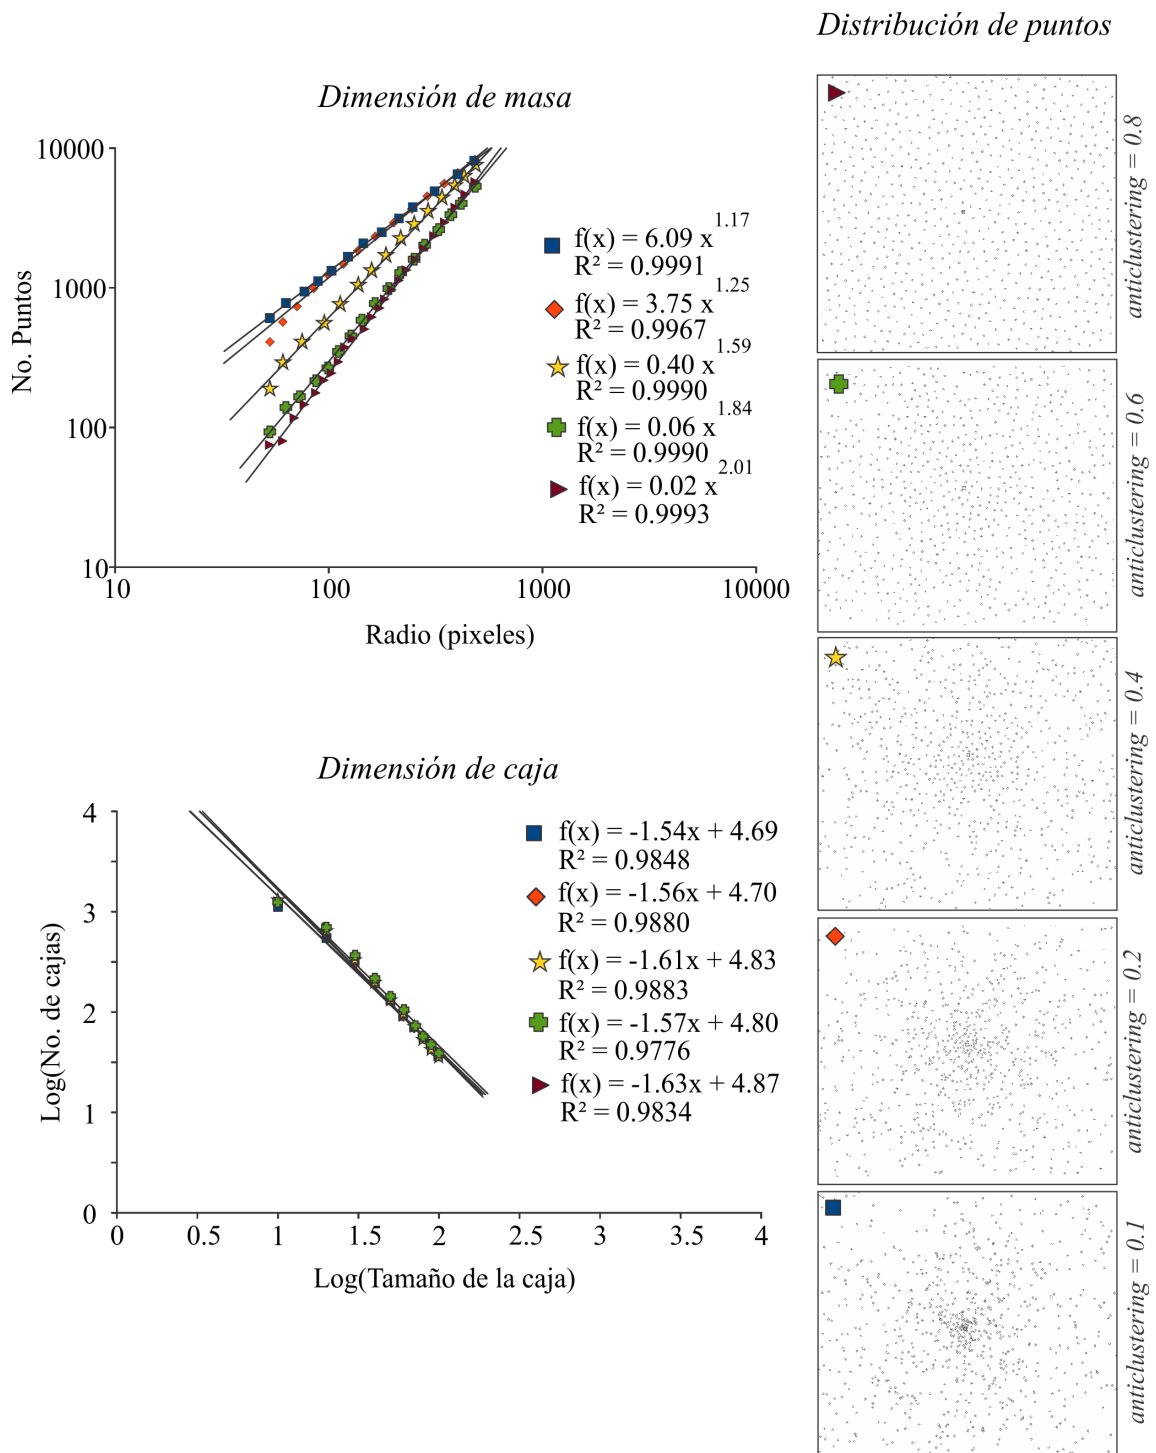 Distribución de puntos
Dimensión de masa
10000
1000
100
10
No. Puntos
10
100
1000
10000
Radio (pixeles)
f(x) = 6.09 x^1.17
R² = 0.9991
f(x) = 3.75 x^1.25
R² = 0.9967
f(x) = 0.40 x^1.59
R² = 0.9990
f(x) = 0.06 x^1.84
R² = 0.9990
f(x) = 0.02 x^2.01
R² = 0.9993
Dimensión de caja
4
3
2
1
0
Log(No. de cajas)
0
0.5
1
1.5
2
2.5
3
3.5
4
Log(Tamaño de la caja)
f(x) = -1.54x + 4.69
R² = 0.9848
f(x) = -1.56x + 4.70
R² = 0.9880
f(x) = -1.61x + 4.83
R² = 0.9883
f(x) = -1.57x + 4.80
R² = 0.9776
f(x) = -1.63x + 4.87
R² = 0.9834
anticlustering = 0.8
anticlustering = 0.6
anticlustering = 0.4
anticlustering = 0.2
anticlustering = 0.1